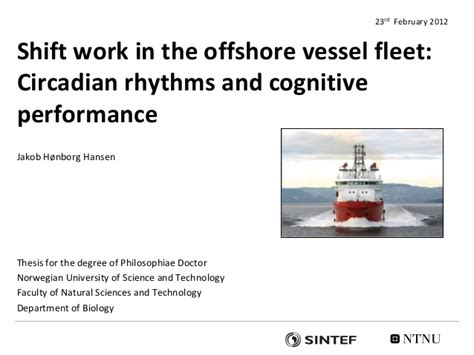 23rd February 2012
Shift work in the offshore vessel fleet:
Circadian rhythms and cognitive
performance
Jakob Hønborg Hansen
Thesis for the degree of Philosophiae Doctor
Norwegian University of Science and Technology
Faculty of Natural Sciences and Technology
Department of Biology
SINTEF
NTNU